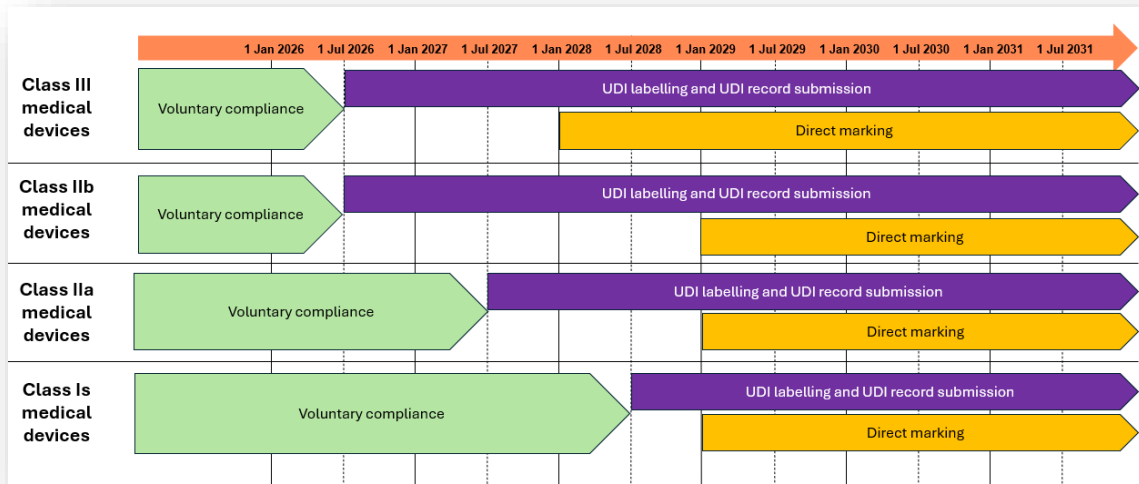 1 Jan 2026 1 Jul 2026 1 Jan 2027 1 Jul 2027 1 Jan 2028 1 Jul 2028 1 Jan 2029 1 Jul 2029 1 Jan 2030 1 Jul 2030 1 Jan 2031 1 Jul 2031
Class III
medical
devices
Voluntary compliance
UDI labelling and UDI record submission
Direct marking
Class IIb
medical
devices
Voluntary compliance
UDI labelling and UDI record submission
Direct marking
Class IIa
medical
devices
Voluntary compliance
UDI labelling and UDI record submission
Direct marking
Class Is
medical
devices
Voluntary compliance
UDI labelling and UDI record submission
Direct marking